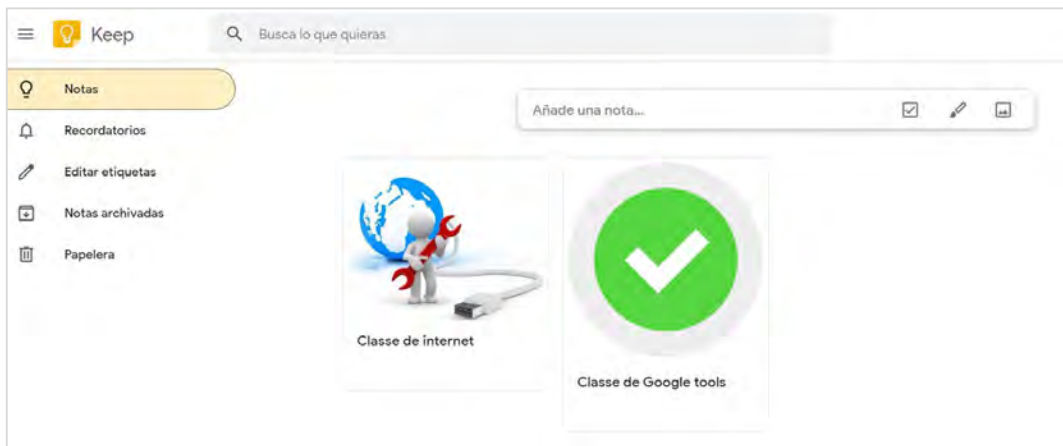 Keep
Busca lo que quieras
Notas
Añade una nota...
Recordatorios
Editar etiquetas
Notas archivadas
Papelera
Classe de internet
Classe de Google tools